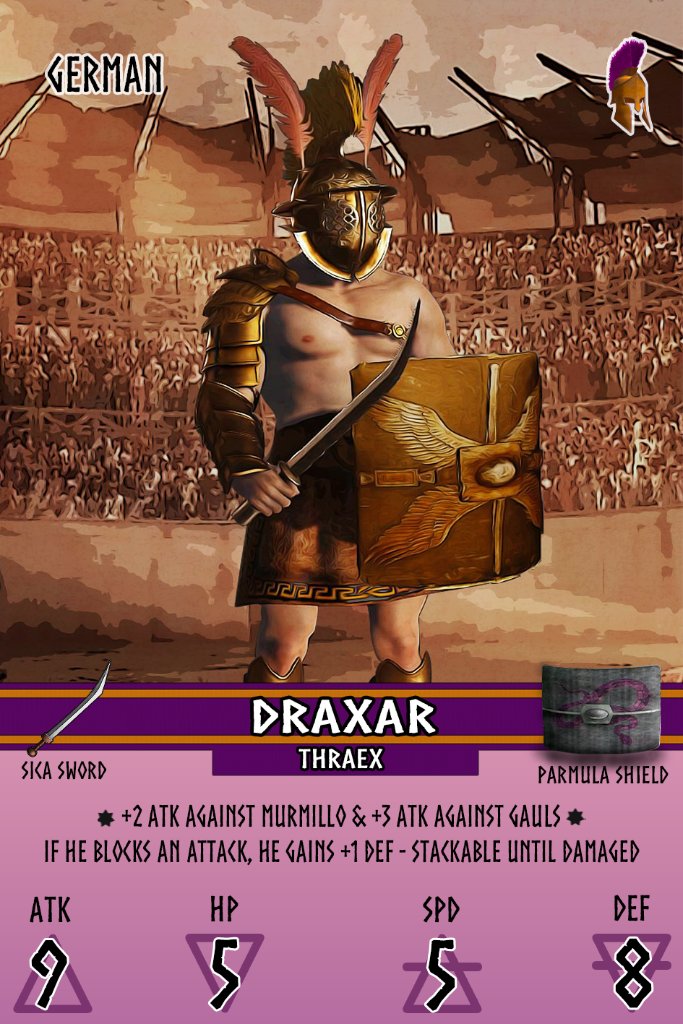 GERMAN
DRAXAR
THRAEX
SICA SWORD
PARMULA SHIELD
+2 ATK AGAINST MURMILLO & +3 ATK AGAINST GAULS
IF HE BLOCKS AN ATTACK, HE GAINS +1 DEF - STACKABLE UNTIL DAMAGED
ATK HP SPD DEF
9 5 5 8